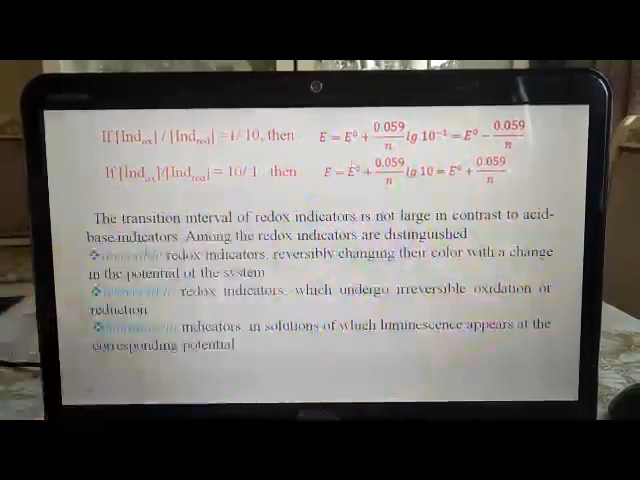 If [Ind_ox] / [Ind_red] = 1/ 10, then E = E⁰ + 0.059/n lg 10⁻¹ = E⁰ − 0.059/n
If [Ind_ox]/[Ind_red] = 10/ 1 , then E = E⁰ + 0.059/n lg 10 = E⁰ + 0.059/n
The transition interval of redox indicators is not large in contrast to acid-
base indicators. Among the redox indicators are distinguished
redox indicators, reversibly changing their color with a change
in the potential of the system
redox indicators, which undergo irreversible oxidation or
reduction
indicators, in solutions of which luminescence appears at the
corresponding potential